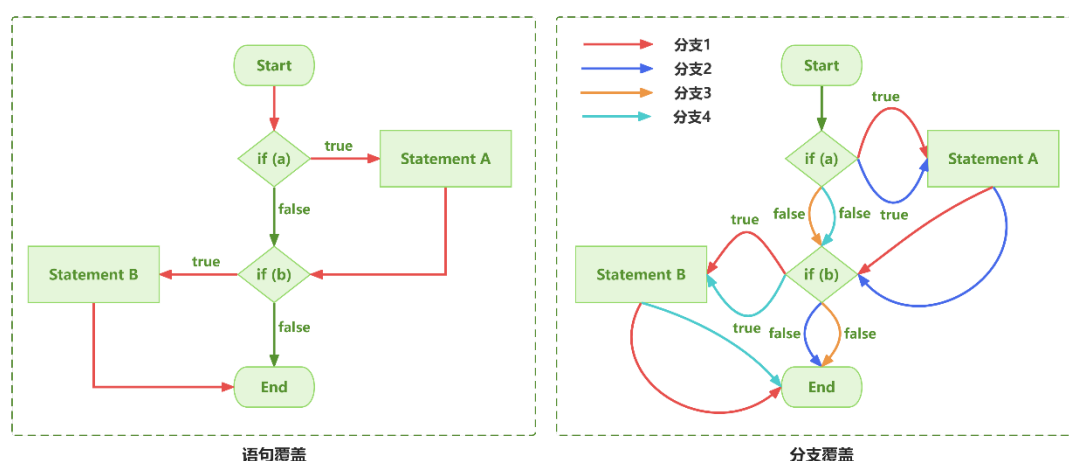 Start
if (a)
true
Statement A
false
Statement B
true
if (b)
false
End
语句覆盖
分支1
分支2
分支3
分支4
Start
true
if (a)
Statement A
true
false
false
true
Statement B
if (b)
true
false
false
End
分支覆盖